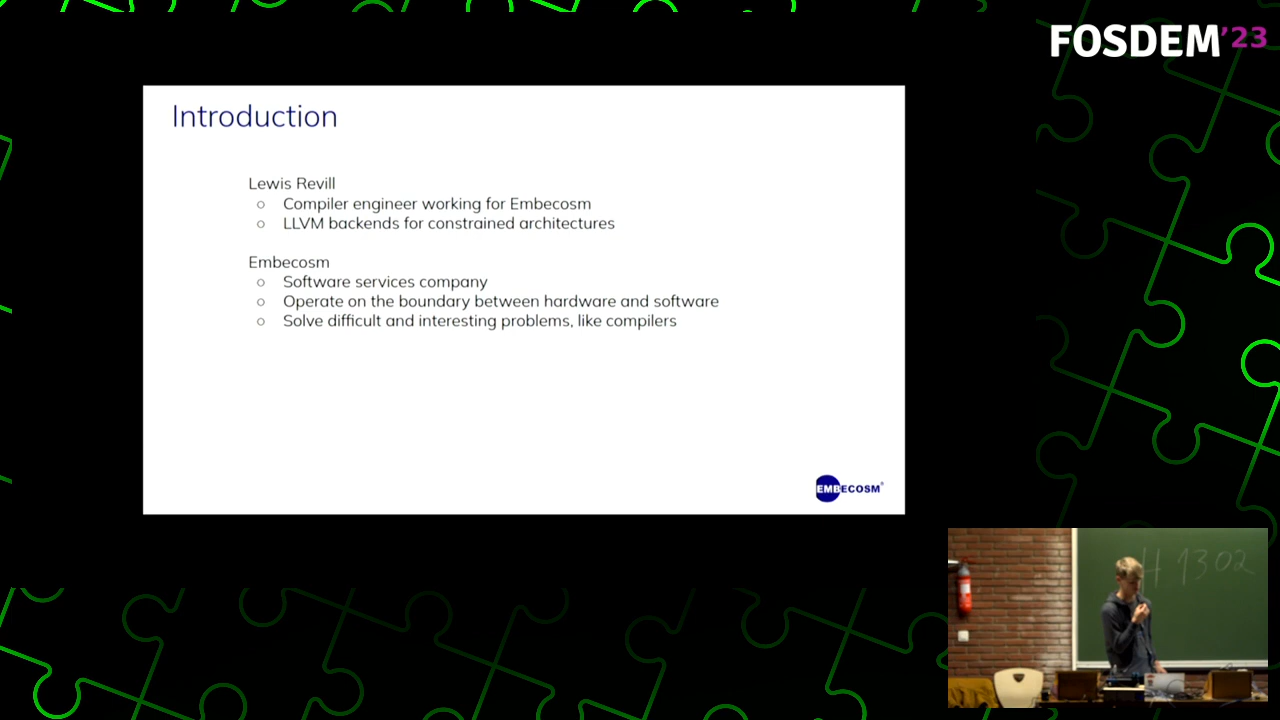 FOSDEM'23
Introduction
Lewis Revill
○ Compiler engineer working for Embecosm
○ LLVM backends for constrained architectures
Embecosm
○ Software services company
○ Operate on the boundary between hardware and software
○ Solve difficult and interesting problems, like compilers
EMBECOSM®
H 1302